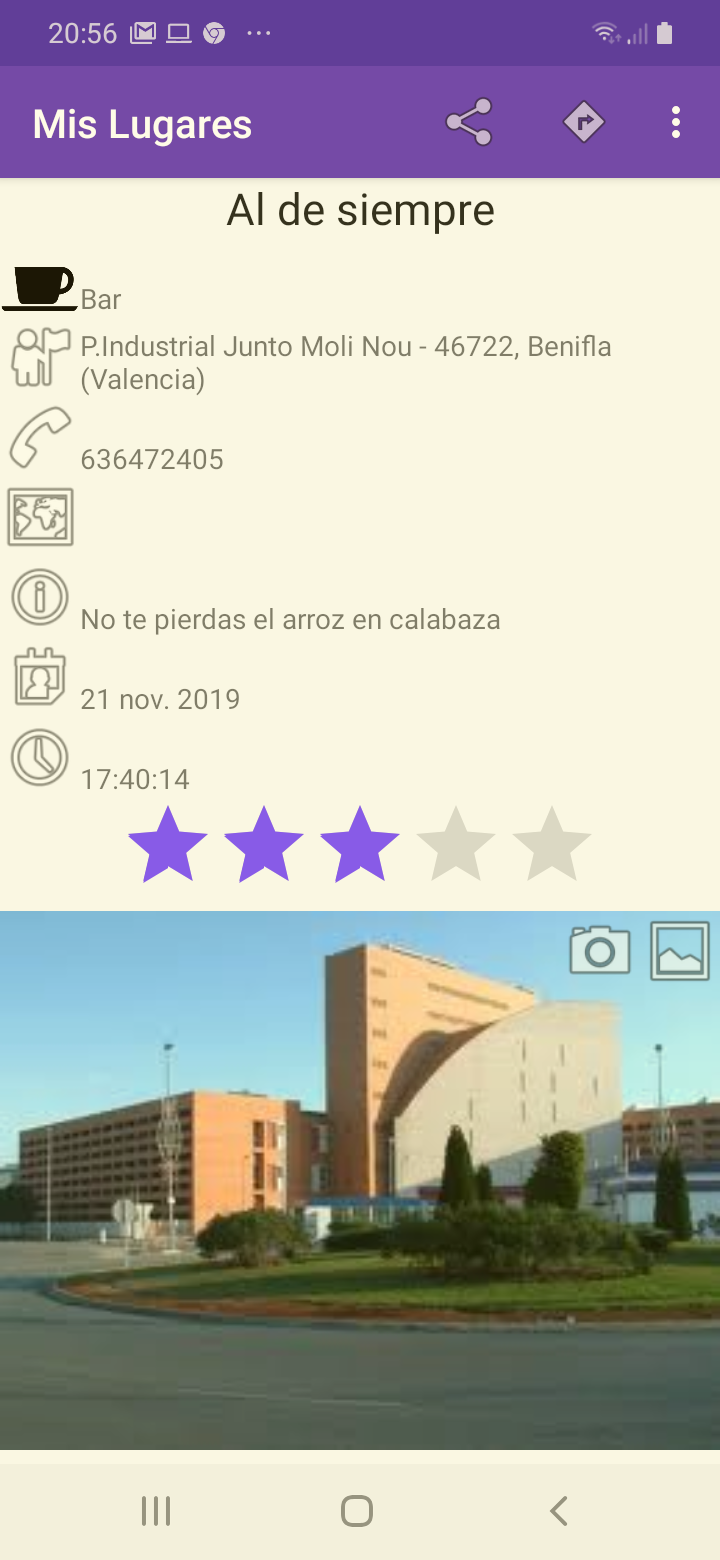 20:56
Mis Lugares
Al de siempre
Bar
P.Industrial Junto Moli Nou - 46722, Benifla
(Valencia)
636472405
No te pierdas el arroz en calabaza
21 nov. 2019
17:40:14